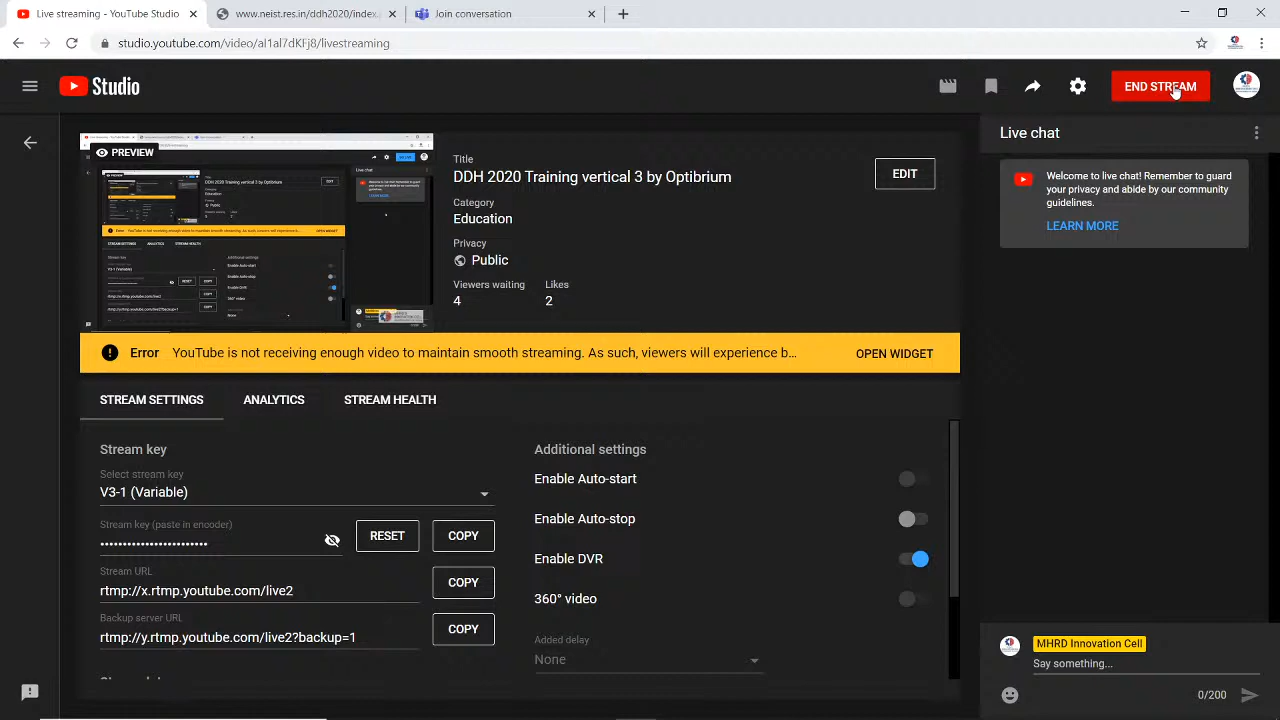 Live streaming - YouTube Studio
www.neist.res.in/ddh2020/index.
Join conversation
studio.youtube.com/video/al1al7dKFj8/livestreaming
Studio
END STREAM
PREVIEW
Title
DDH 2020 Training vertical 3 by Optibrium
EDIT
Category
Education
Privacy
Public
Viewers waiting
Likes
4
2
Error YouTube is not receiving enough video to maintain smooth streaming. As such, viewers will experience b...
OPEN WIDGET
STREAM SETTINGS
ANALYTICS
STREAM HEALTH
Stream key
Select stream key
V3-1 (Variable)
Stream key (paste in encoder)
RESET
COPY
Stream URL
rtmp://x.rtmp.youtube.com/live2
COPY
Backup server URL
rtmp://y.rtmp.youtube.com/live2?backup=1
COPY
Additional settings
Enable Auto-start
Enable Auto-stop
Enable DVR
360° video
Added delay
None
Live chat
Welcome to live chat! Remember to guard
your privacy and abide by our community
guidelines.
LEARN MORE
MHRD Innovation Cell
Say something...
0/200